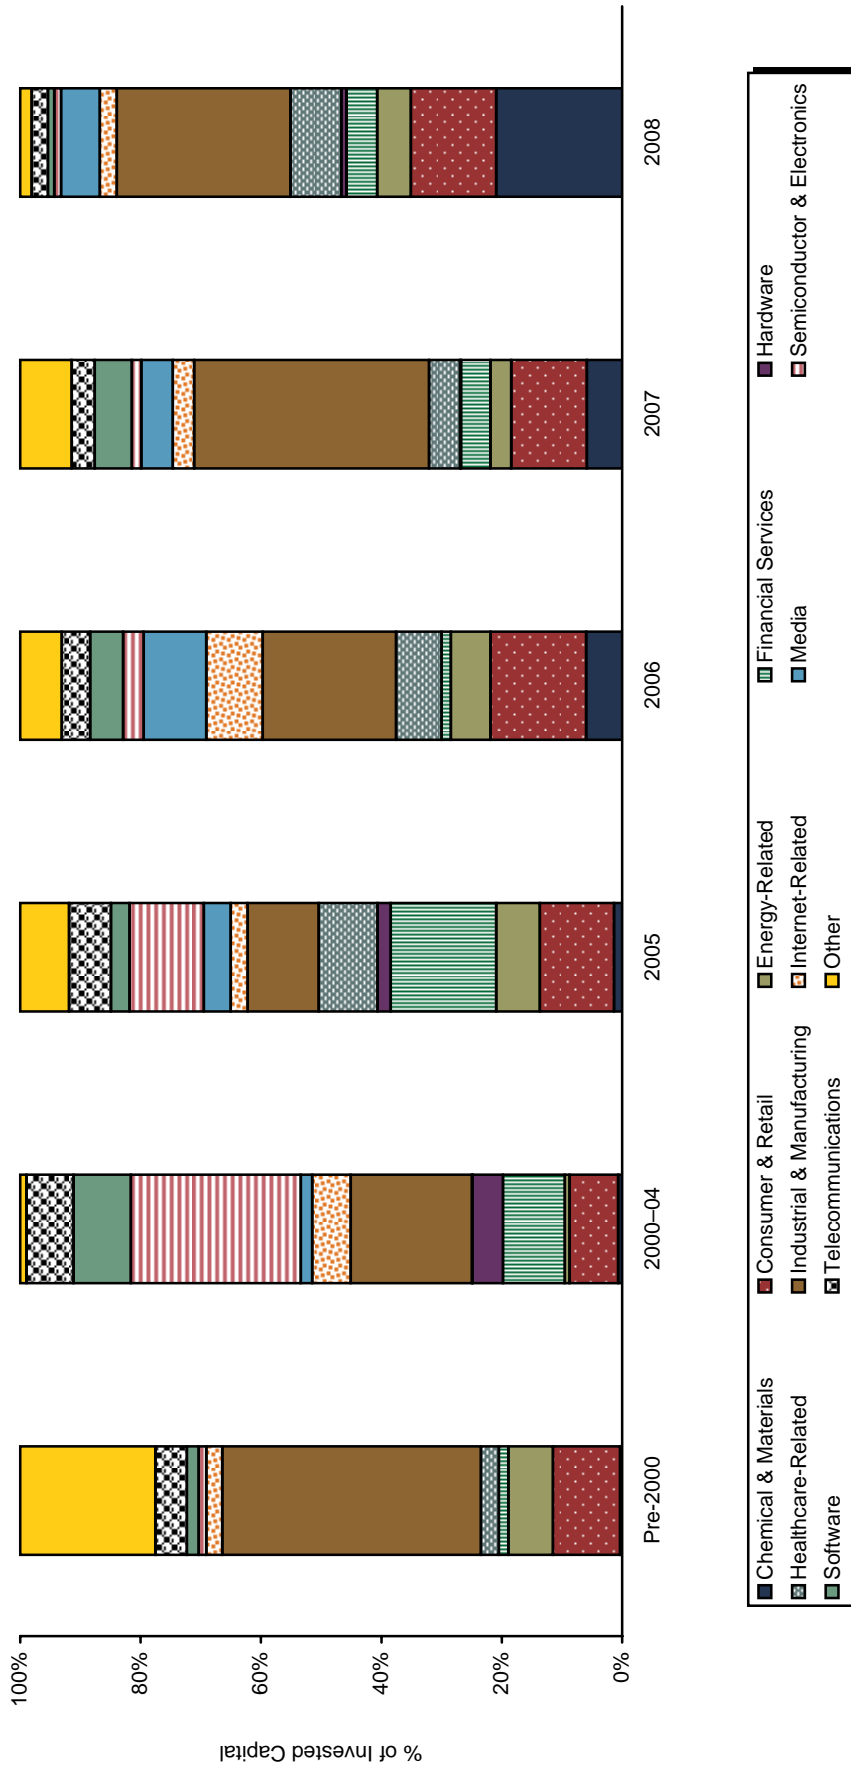 100%
80%
60%
40%
20%
0%
% of Invested Capital
Pre-2000
2000–04
2005
2006
2007
2008
Chemical & Materials
Consumer & Retail
Energy-Related
Financial Services
Hardware
Healthcare-Related
Industrial & Manufacturing
Internet-Related
Media
Semiconductor & Electronics
Software
Telecommunications
Other